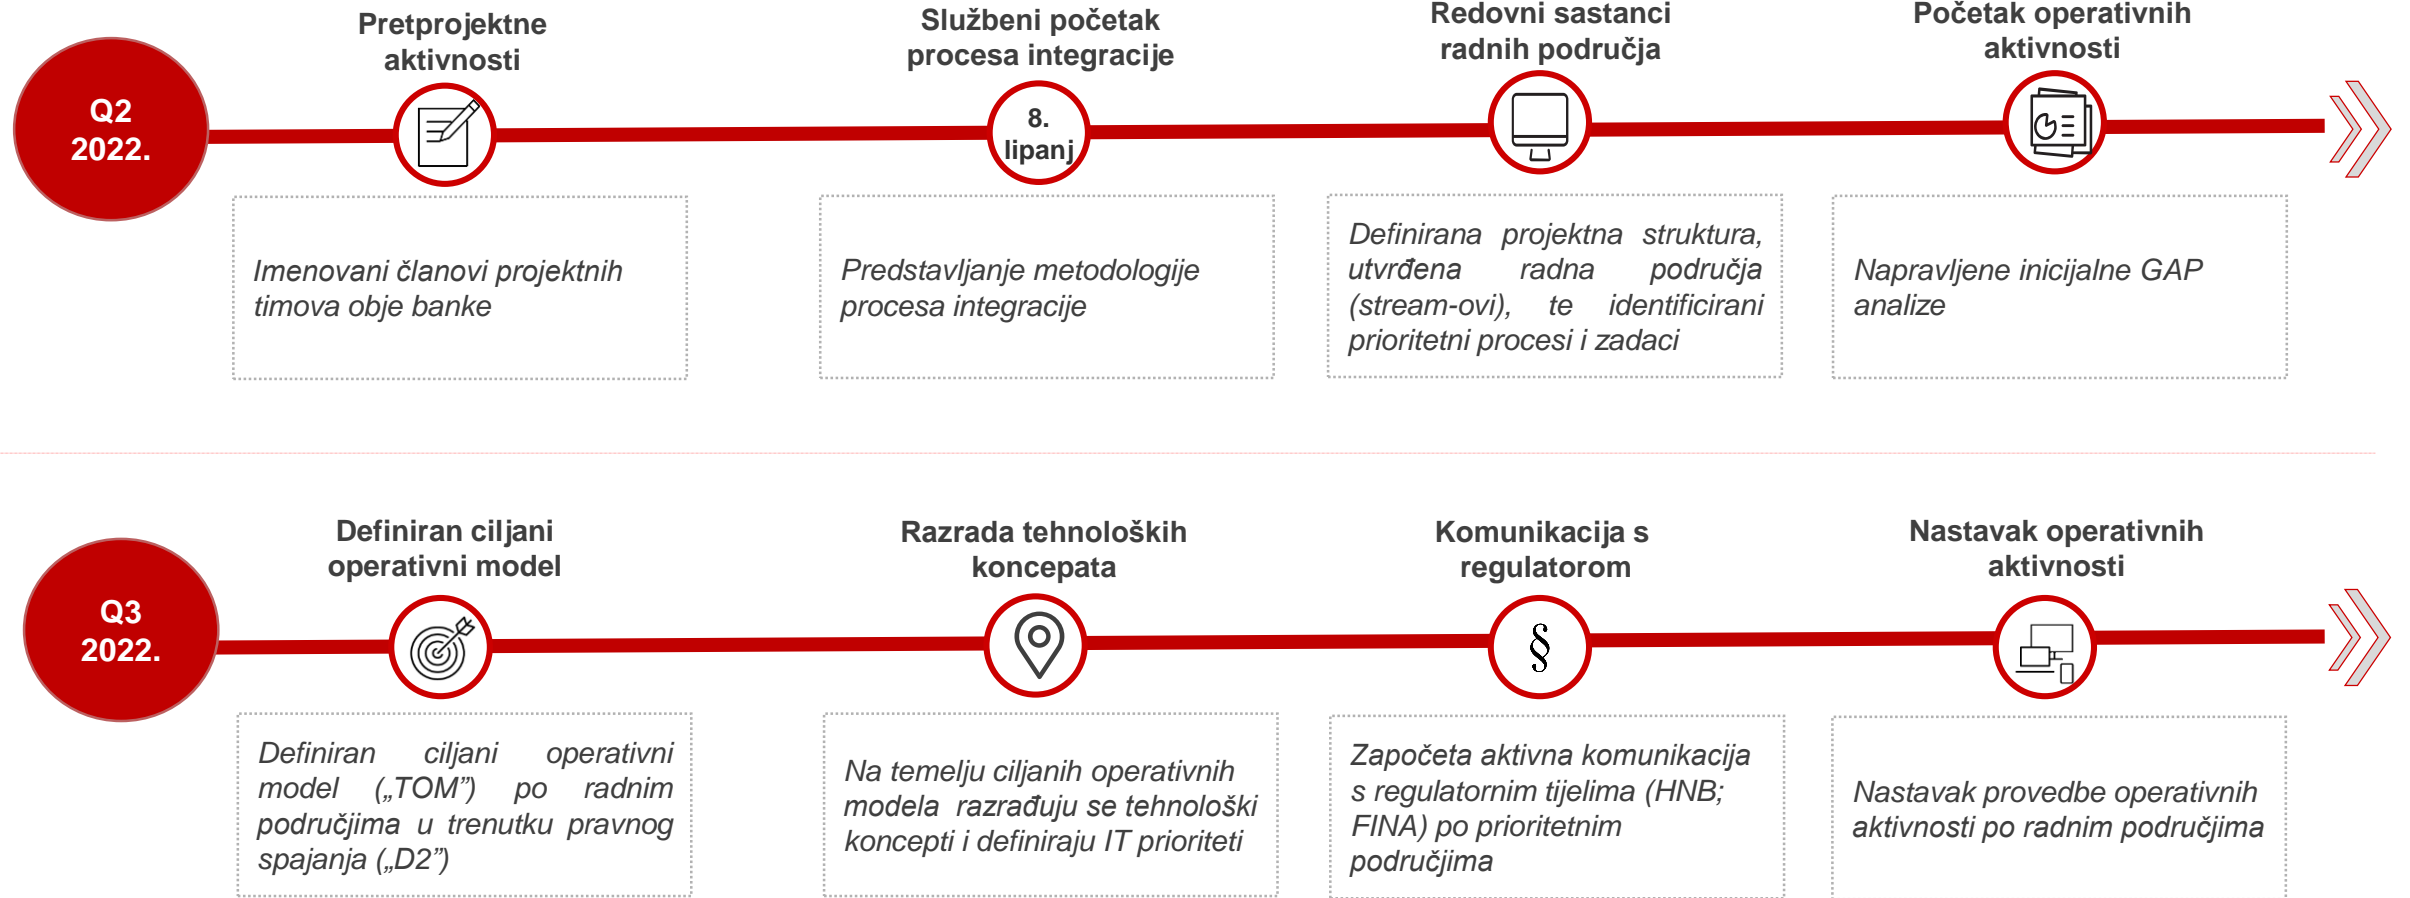 Q2
2022.
Pretprojektne
aktivnosti
Imenovani članovi projektnih
timova obje banke
Službeni početak
procesa integracije
8.
lipanj
Predstavljanje metodologije
procesa integracije
Redovni sastanci
radnih područja
Definirana projektna struktura,
utvrđena radna područja
(stream-ovi), te identificirani
prioritetni procesi i zadaci
Početak operativnih
aktivnosti
Napravljene inicijalne GAP
analize
Q3
2022.
Definiran ciljani
operativni model
Definiran ciljani operativni
model („TOM”) po radnim
područjima u trenutku pravnog
spajanja („D2”)
Razrada tehnoloških
koncepata
Na temelju ciljanih operativnih
modela razrađuju se tehnološki
koncepti i definiraju IT prioriteti
Komunikacija s
regulatorom
§
Započeta aktivna komunikacija
s regulatornim tijelima (HNB;
FINA) po prioritetnim
područjima
Nastavak operativnih
aktivnosti
Nastavak provedbe operativnih
aktivnosti po radnim područjima